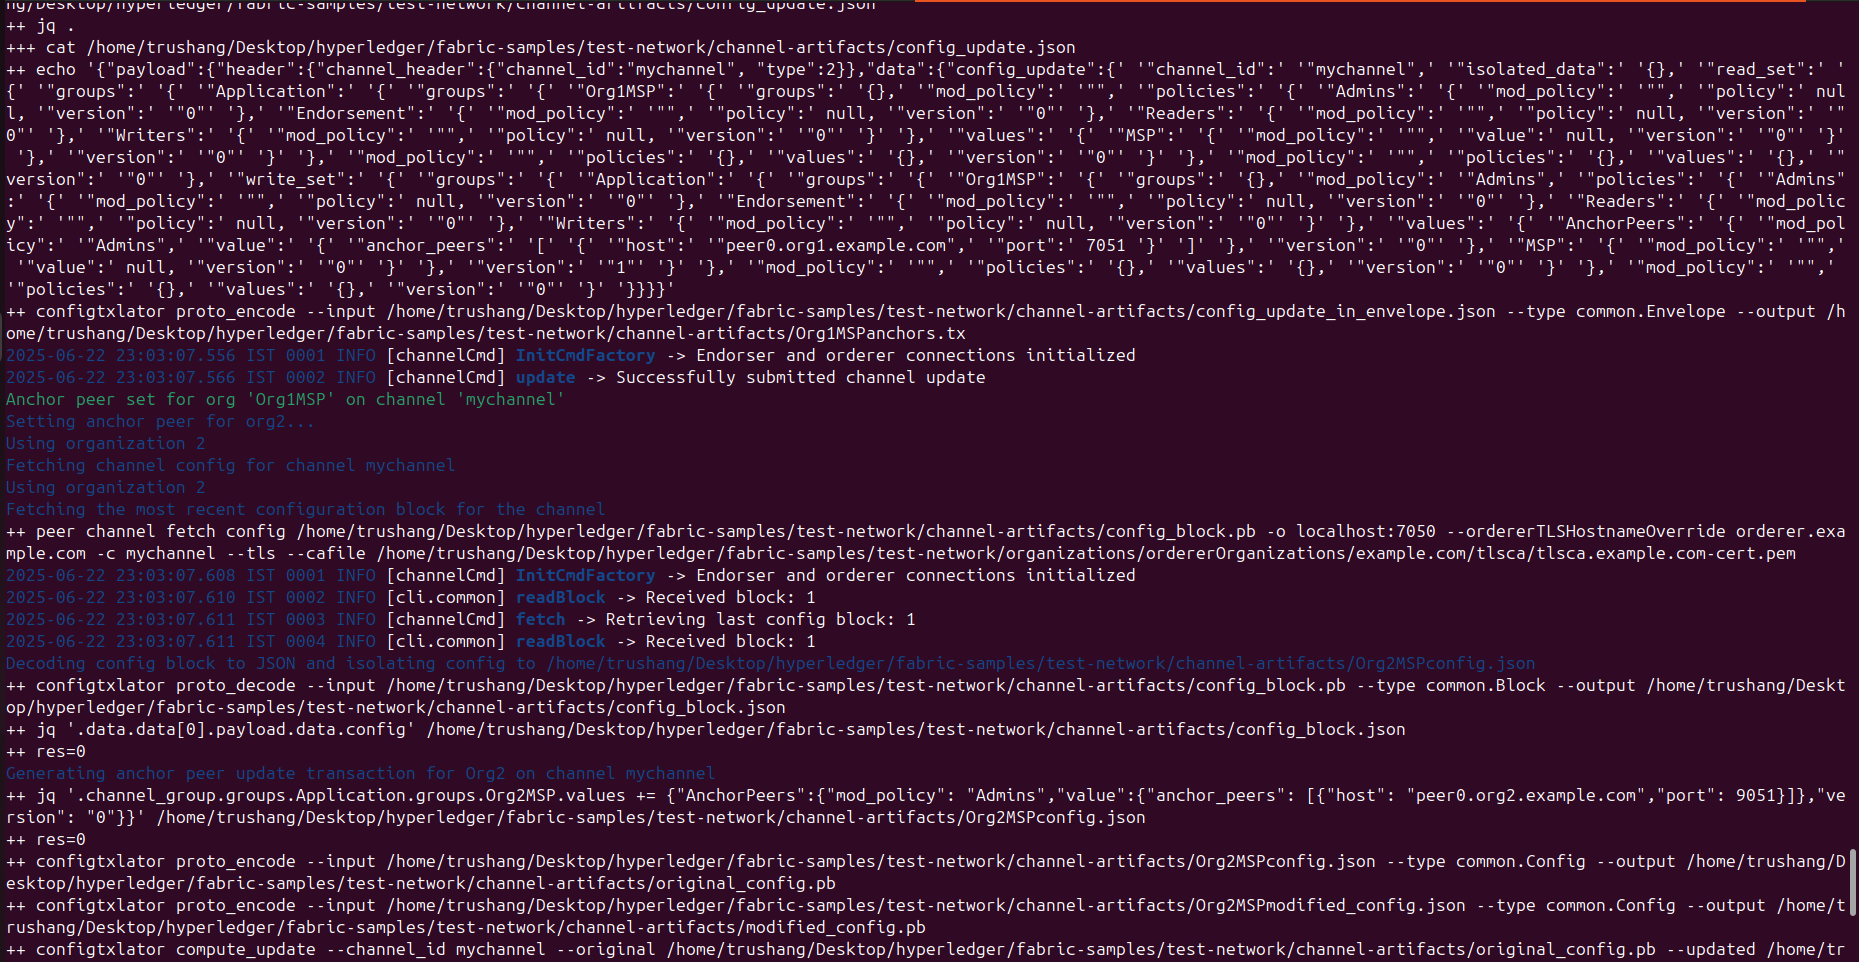 ng/Desktop/hyperledger/fabric-samples/test-network/channel-artifacts/config_update.json
++ jq .
+++ cat /home/trushang/Desktop/hyperledger/fabric-samples/test-network/channel-artifacts/config_update.json
++ echo '{"payload":{"header":{"channel_header":{"channel_id":"mychannel", "type":2}},"data":{"config_update":{' '"channel_id":' '"mychannel",' '"isolated_data":' '{},' '"read_set":' '
{' '"groups":' '{' '"Application":' '{' '"groups":' '{' '"Org1MSP":' '{' '"groups":' '{},' '"mod_policy":' '"",' '"policies":' '{' '"Admins":' '{' '"mod_policy":' '"",' '"policy":' nul
l, '"version":' '"0"' '},' '"Endorsement":' '{' '"mod_policy":' '"",' '"policy":' null, '"version":' '"0"' '},' '"Readers":' '{' '"mod_policy":' '"",' '"policy":' null, '"version":' '"
0"' '},' '"Writers":' '{' '"mod_policy":' '"",' '"policy":' null, '"version":' '"0"' '}' '},' '"values":' '{' '"MSP":' '{' '"mod_policy":' '"",' '"value":' null, '"version":' '"0"' '}'
 '},' '"version":' '"0"' '}' '},' '"mod_policy":' '"",' '"policies":' '{},' '"values":' '{},' '"version":' '"0"' '}' '},' '"mod_policy":' '"",' '"policies":' '{},' '"values":' '{},' '"
version":' '"0"' '},' '"write_set":' '{' '"groups":' '{' '"Application":' '{' '"groups":' '{' '"Org1MSP":' '{' '"groups":' '{},' '"mod_policy":' '"Admins",' '"policies":' '{' '"Admins"
:' '{' '"mod_policy":' '"",' '"policy":' null, '"version":' '"0"' '},' '"Endorsement":' '{' '"mod_policy":' '"",' '"policy":' null, '"version":' '"0"' '},' '"Readers":' '{' '"mod_polic
y":' '"",' '"policy":' null, '"version":' '"0"' '},' '"Writers":' '{' '"mod_policy":' '"",' '"policy":' null, '"version":' '"0"' '}' '},' '"values":' '{' '"AnchorPeers":' '{' '"mod_pol
icy":' '"Admins",' '"value":' '{' '"anchor_peers":' '[' '{' '"host":' '"peer0.org1.example.com",' '"port":' 7051 '}' ']' '},' '"version":' '"0"' '},' '"MSP":' '{' '"mod_policy":' '"",'
 '"value":' null, '"version":' '"0"' '}' '},' '"version":' '"1"' '}' '},' '"mod_policy":' '"",' '"policies":' '{},' '"values":' '{},' '"version":' '"0"' '}' '},' '"mod_policy":' '"",'
'"policies":' '{},' '"values":' '{},' '"version":' '"0"' '}' '}}}}'
++ configtxlator proto_encode --input /home/trushang/Desktop/hyperledger/fabric-samples/test-network/channel-artifacts/config_update_in_envelope.json --type common.Envelope --output /h
ome/trushang/Desktop/hyperledger/fabric-samples/test-network/channel-artifacts/Org1MSPanchors.tx
2025-06-22 23:03:07.556 IST 0001 INFO [channelCmd] InitCmdFactory -> Endorser and orderer connections initialized
2025-06-22 23:03:07.566 IST 0002 INFO [channelCmd] update -> Successfully submitted channel update
Anchor peer set for org 'Org1MSP' on channel 'mychannel'
Setting anchor peer for org2...
Using organization 2
Fetching channel config for channel mychannel
Using organization 2
Fetching the most recent configuration block for the channel
++ peer channel fetch config /home/trushang/Desktop/hyperledger/fabric-samples/test-network/channel-artifacts/config_block.pb -o localhost:7050 --ordererTLSHostnameOverride orderer.exa
mple.com -c mychannel --tls --cafile /home/trushang/Desktop/hyperledger/fabric-samples/test-network/organizations/ordererOrganizations/example.com/tlsca/tlsca.example.com-cert.pem
2025-06-22 23:03:07.608 IST 0001 INFO [channelCmd] InitCmdFactory -> Endorser and orderer connections initialized
2025-06-22 23:03:07.610 IST 0002 INFO [cli.common] readBlock -> Received block: 1
2025-06-22 23:03:07.611 IST 0003 INFO [channelCmd] fetch -> Retrieving last config block: 1
2025-06-22 23:03:07.611 IST 0004 INFO [cli.common] readBlock -> Received block: 1
Decoding config block to JSON and isolating config to /home/trushang/Desktop/hyperledger/fabric-samples/test-network/channel-artifacts/Org2MSPconfig.json
++ configtxlator proto_decode --input /home/trushang/Desktop/hyperledger/fabric-samples/test-network/channel-artifacts/config_block.pb --type common.Block --output /home/trushang/Deskt
op/hyperledger/fabric-samples/test-network/channel-artifacts/config_block.json
++ jq '.data.data[0].payload.data.config' /home/trushang/Desktop/hyperledger/fabric-samples/test-network/channel-artifacts/config_block.json
++ res=0
Generating anchor peer update transaction for Org2 on channel mychannel
++ jq '.channel_group.groups.Application.groups.Org2MSP.values += {"AnchorPeers":{"mod_policy": "Admins","value":{"anchor_peers": [{"host": "peer0.org2.example.com","port": 9051}]},"ve
rsion": "0"}}' /home/trushang/Desktop/hyperledger/fabric-samples/test-network/channel-artifacts/Org2MSPconfig.json
++ res=0
++ configtxlator proto_encode --input /home/trushang/Desktop/hyperledger/fabric-samples/test-network/channel-artifacts/Org2MSPconfig.json --type common.Config --output /home/trushang/D
esktop/hyperledger/fabric-samples/test-network/channel-artifacts/original_config.pb
++ configtxlator proto_encode --input /home/trushang/Desktop/hyperledger/fabric-samples/test-network/channel-artifacts/Org2MSPmodified_config.json --type common.Config --output /home/t
rushang/Desktop/hyperledger/fabric-samples/test-network/channel-artifacts/modified_config.pb
++ configtxlator compute_update --channel_id mychannel --original /home/trushang/Desktop/hyperledger/fabric-samples/test-network/channel-artifacts/original_config.pb --updated /home/tr